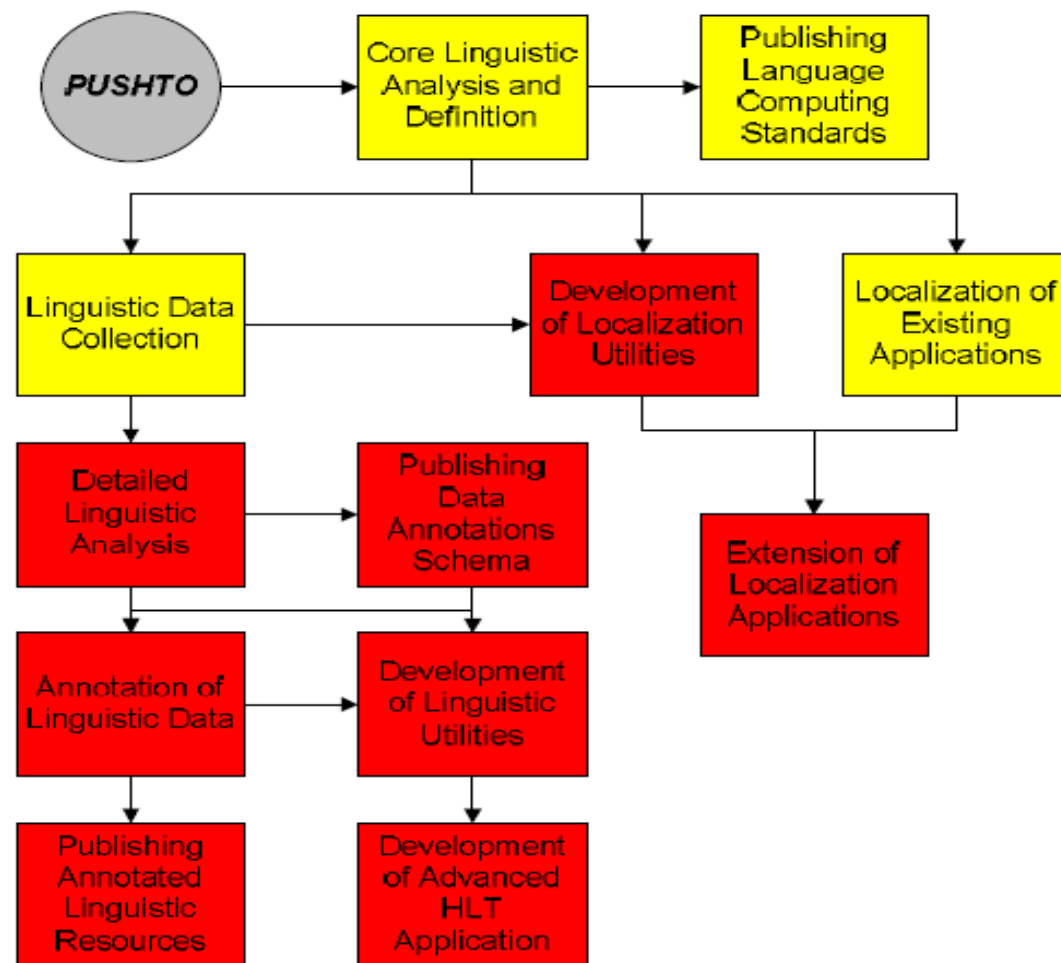 PUSHTO
Core Linguistic
Analysis and
Definition
Publishing
Language
Computing
Standards
Linguistic Data
Collection
Development
of Localization
Utilities
Localization of
Existing
Applications
Detailed
Linguistic
Analysis
Publishing
Data
Annotations
Schema
Extension of
Localization
Applications
Annotation of
Linguistic Data
Development
of Linguistic
Utilities
Publishing
Annotated
Linguistic
Resources
Development
of Advanced
HLT
Application